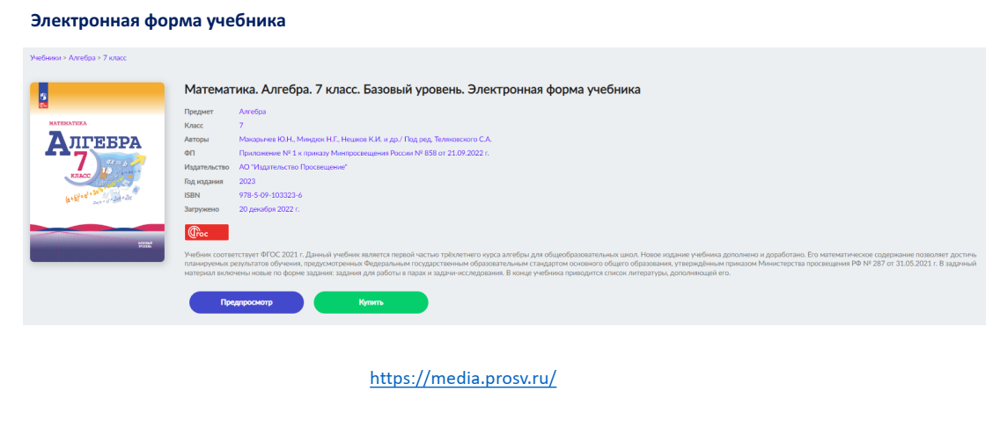 Электронная форма учебника
Учебники > Алгебра > 7 класс
Математика. Алгебра. 7 класс. Базовый уровень. Электронная форма учебника
Предмет Алгебра
Класс 7
Авторы Макарычев Ю.Н., Миндюк Н.Г., Нешков К.И. и др./ Под ред. Теляковского С.А.
ФП Приложение № 1 к приказу Минпросвещения России № 858 от 21.09.2022 г.
Издательство АО "Издательство Просвещение"
Год издания 2023
ISBN 978-5-09-103323-6
Загружено 20 декабря 2022 г.
МАТЕМАТИКА
АЛГЕБРА
7
КЛАСС
БАЗОВЫЙ
УРОВЕНЬ
фгос
Учебник соответствует ФГОС 2021 г. Данный учебник является первой частью трёхлетнего курса алгебры для общеобразовательных школ. Новое издание учебника дополнено и доработано. Его математическое содержание позволяет достичь
планируемых результатов обучения, предусмотренных Федеральным государственным образовательным стандартом основного общего образования, утверждённым приказом Министерства просвещения РФ № 287 от 31.05.2021 г. В задачный
материал включены новые по форме задания: задания для работы в парах и задачи-исследования. В конце учебника приводится список литературы, дополняющей его.
Предпросмотр
Купить
https://media.prosv.ru/